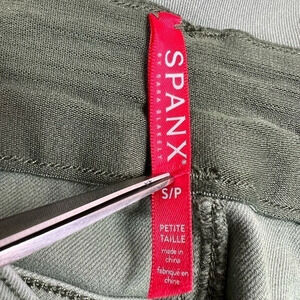 SPANX®
BY SARA BLAKELY
S/P
PETITE
TAILLE
made in
china
fabriqué en
chine